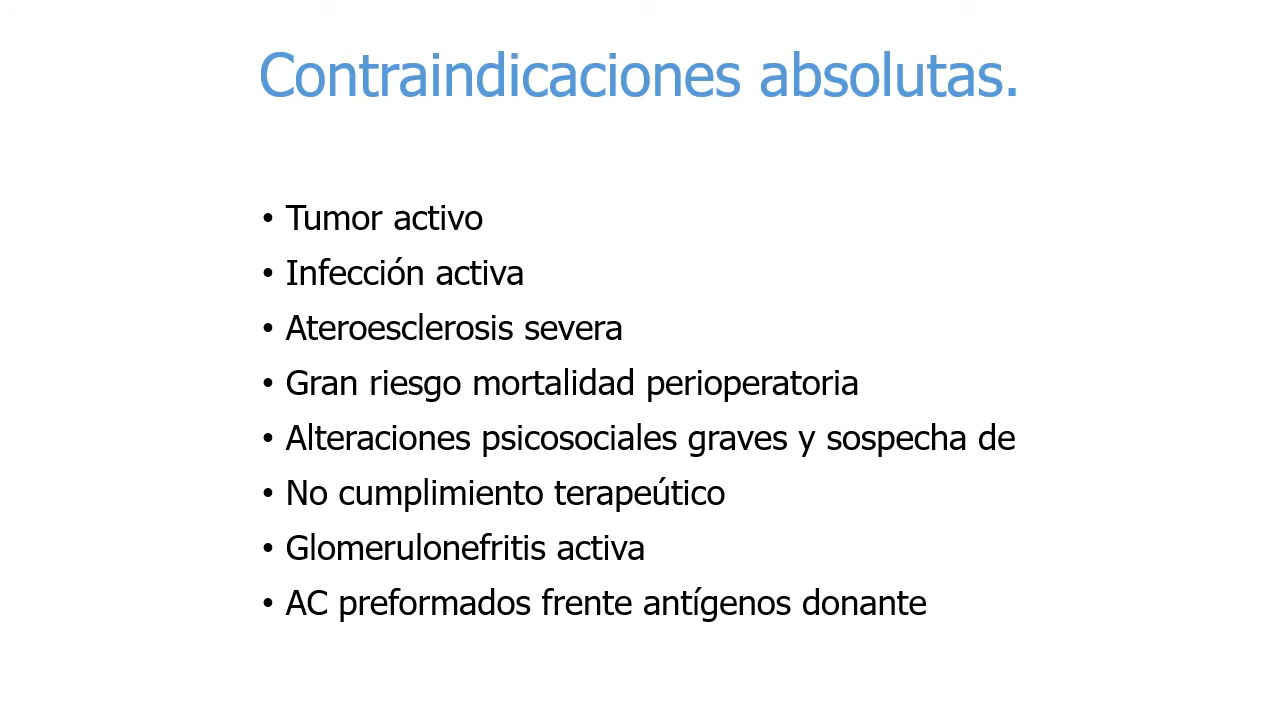 Contraindicaciones absolutas.
• Tumor activo
• Infección activa
• Ateroesclerosis severa
• Gran riesgo mortalidad perioperatoria
• Alteraciones psicosociales graves y sospecha de
• No cumplimiento terapeútico
• Glomerulonefritis activa
• AC preformados frente antígenos donante